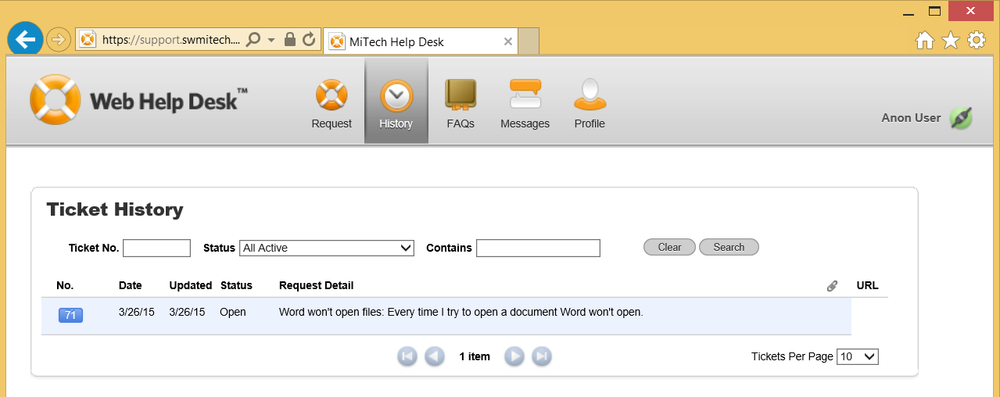 https://support.swmitech....
MiTech Help Desk
Web Help Desk™
Request
History
FAQs
Messages
Profile
Anon User
Ticket History
Ticket No.
Status
All Active
Contains
Clear
Search
No. Date Updated Status Request Detail URL
71 3/26/15 3/26/15 Open Word won't open files: Every time I try to open a document Word won't open.
1 item
Tickets Per Page 10